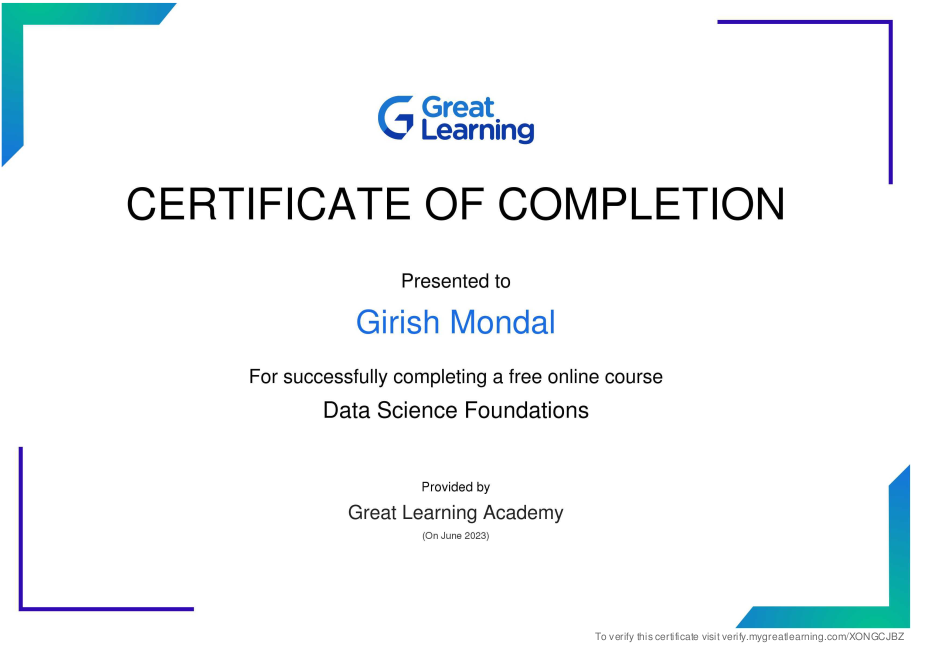 Great
Learning
CERTIFICATE OF COMPLETION
Presented to
Girish Mondal
For successfully completing a free online course
Data Science Foundations
Provided by
Great Learning Academy
(On June 2023)
To verify this certificate visit verify.mygreatlearning.com/XONGCJBZ